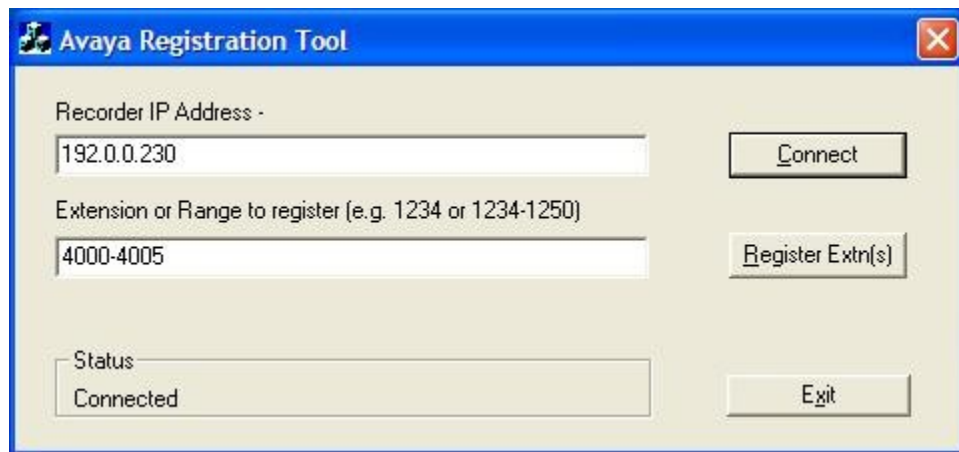 Avaya Registration Tool
Recorder IP Address -
192.0.0.230
Connect
Extension or Range to register (e.g. 1234 or 1234-1250)
4000-4005
Register Extn(s)
Status
Connected
Exit